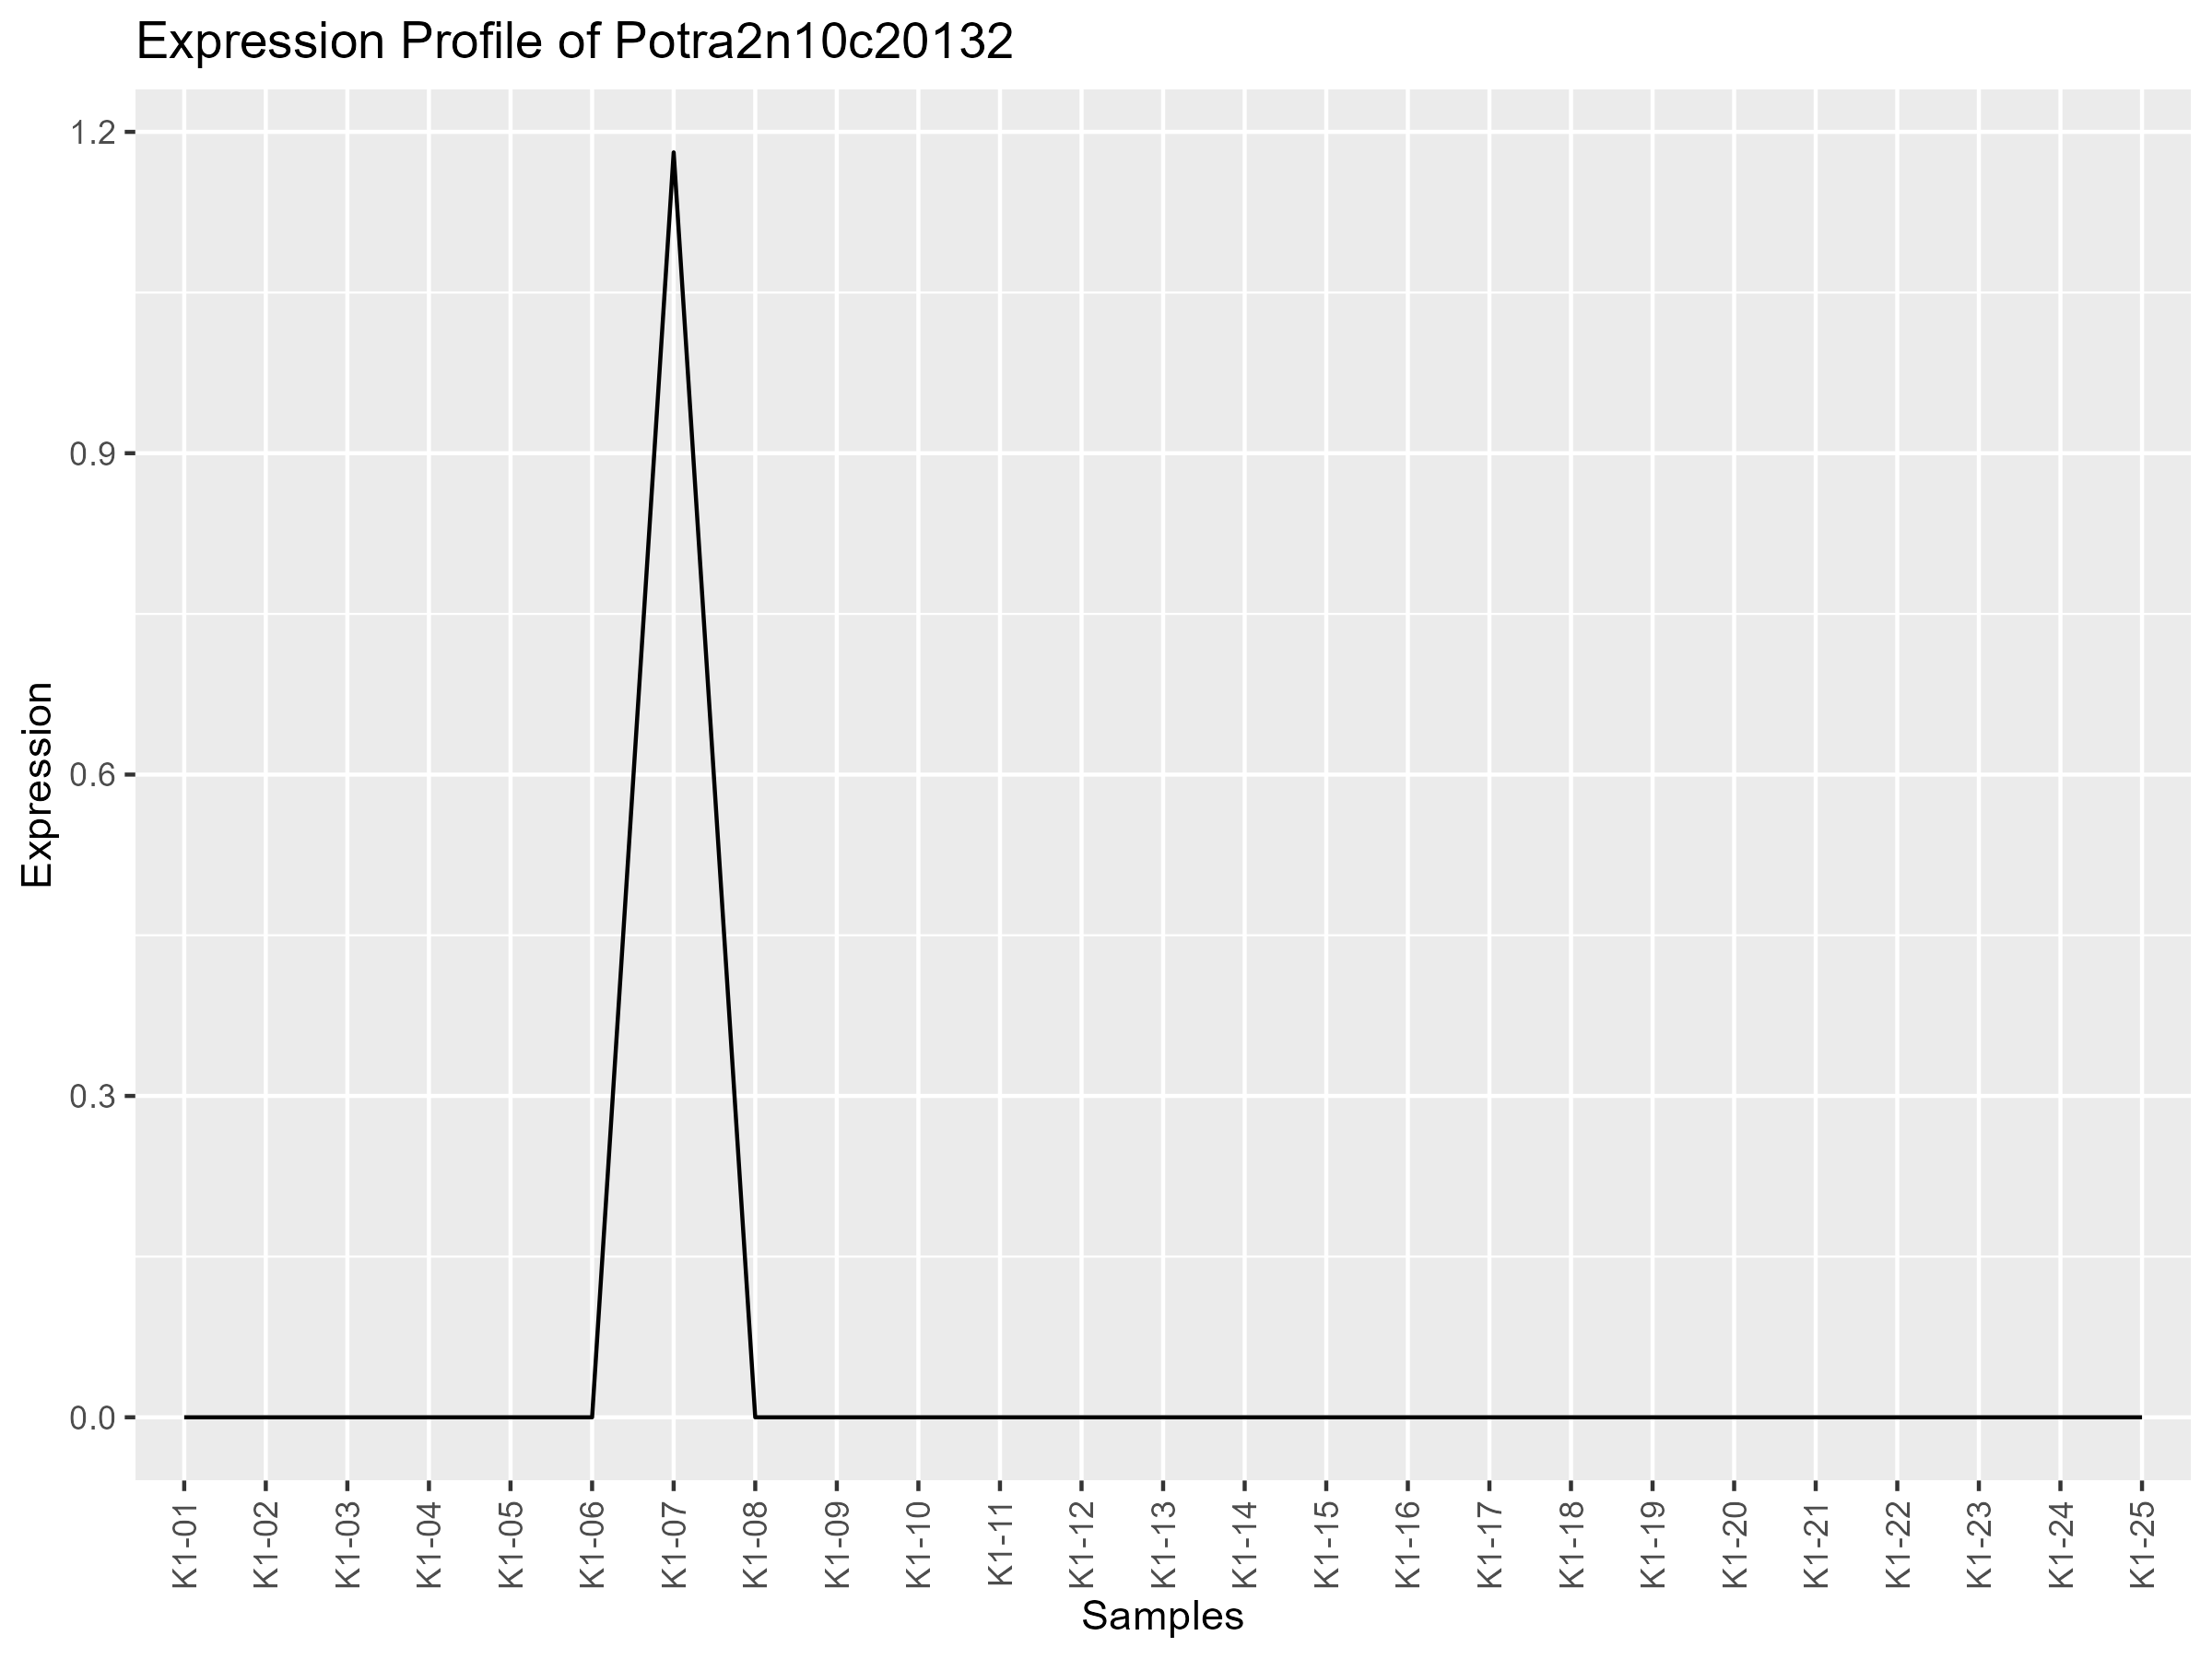 Expression Profile of Potra2n10c20132
1.2
0.9
0.6
0.3
0.0
Expression
K1-01
K1-02
K1-03
K1-04
K1-05
K1-06
K1-07
K1-08
K1-09
K1-10
K1-11
K1-12
K1-13
K1-14
K1-15
K1-16
K1-17
K1-18
K1-19
K1-20
K1-21
K1-22
K1-23
K1-24
K1-25
Samples